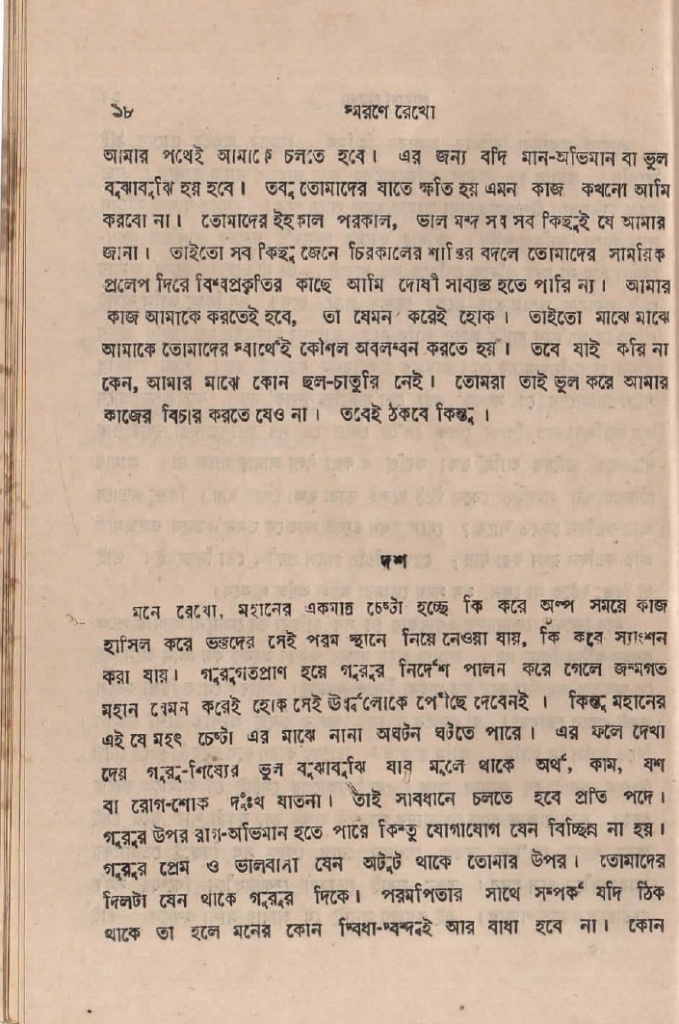 ১৮ স্মরণে রেখো
আমার পথেই আমাকে চলতে হবে। এর জন্য যদি মান-অভিমান বা ভুল
বুঝাবুঝি হয় হবে। তবু তোমাদের যাতে ক্ষতি হয় এমন কাজ কখনো আমি
করবো না। তোমাদের ইহকাল পরকাল, ভাল মন্দ সব সব কিছুই যে আমার
জানা। তাইতো সব কিছু জেনে চিরকালের শান্তির বদলে তোমাদের সাময়িক
প্রলেপ দিয়ে বিশ্বপ্রকৃতির কাছে আমি দোষী সাব্যস্ত হতে পারি না। আমার
কাজ আমাকে করতেই হবে, তা যেমন করেই হোক। তাইতো মাঝে মাঝে
আমাকে তোমাদের স্বার্থেই কৌশল অবলম্বন করতে হয়। তবে যাই করি না
কেন, আমার মাঝে কোন ছল-চাতুরি নেই। তোমরা তাই ভুল করে আমার
কাজের বিচার করতে যেও না। তবেই ঠকবে কিন্তু।
দশ
মনে রেখো, মহানের একমাত্র চেষ্টা হচ্ছে কি করে অল্প সময়ে কাজ
হাসিল করে ভক্তদের সেই পরম স্থানে নিয়ে নেওয়া যায়, কি করে স্যাংশন
করা যায়। গুরুগতপ্রাণ হয়ে গুরুর নির্দেশ পালন করে গেলে জন্মগত
মহান যেমন করেই হোক সেই ঊর্ধ্বলোকে পৌঁছে দেবেনই। কিন্তু মহানের
এই যে মহৎ চেষ্টা এর মাঝে নানা অঘটন ঘটতে পারে। এর ফলে দেখা
দেয় গুরু-শিষ্যের ভুল বুঝাবুঝি যার মূলে থাকে অর্থ, কাম, যশ
বা রোগ-শোক দুঃখ যাতনা। তাই সাবধানে চলতে হবে প্রতি পদে।
গুরুর উপর রাগ-অভিমান হতে পারে কিন্তু যোগাযোগ যেন বিচ্ছিন্ন না হয়।
গুরুর প্রেম ও ভালবাসা যেন অটুট থাকে তোমার উপর। তোমাদের
দিলটা যেন থাকে গুরুর দিকে। পরমপিতার সাথে সম্পর্ক যদি ঠিক
থাকে তা হলে মনের কোন দ্বিধা-দ্বন্দ্বই আর বাধা হবে না। কোন